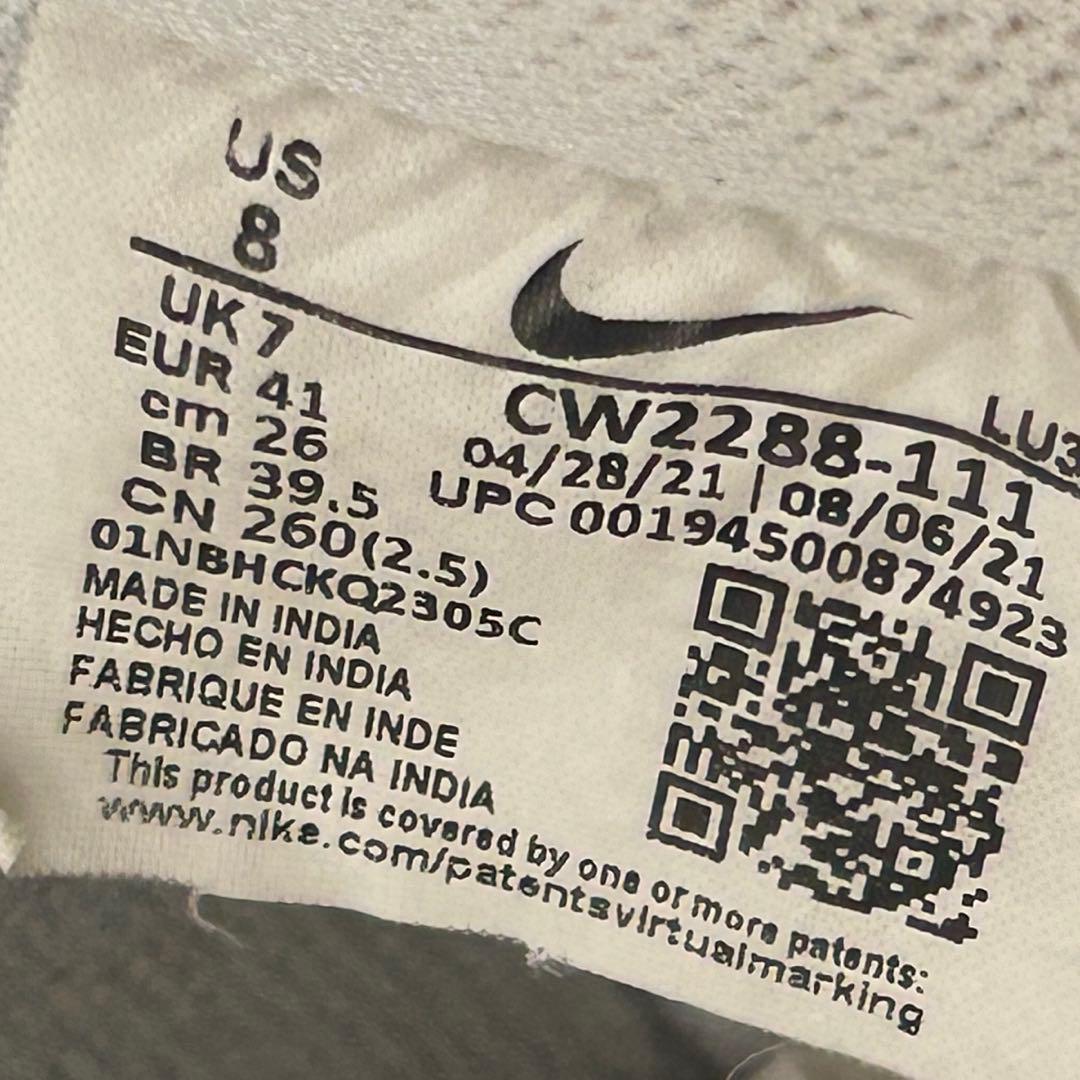 US
8
UK 7
EUR 41
cm 26
BR 39.5
CN 260(2.5)
01NBHCKQ2305C
MADE IN INDIA
HECHO EN INDIA
FABRIQUE EN INDE
FABRICADO NA INDIA
This product is covered by one or more patents:
www.nike.com/patentsvirtualmarking
LU3
CW2288-111
04/28/21 | 08/06/21
UPC 00194500874923